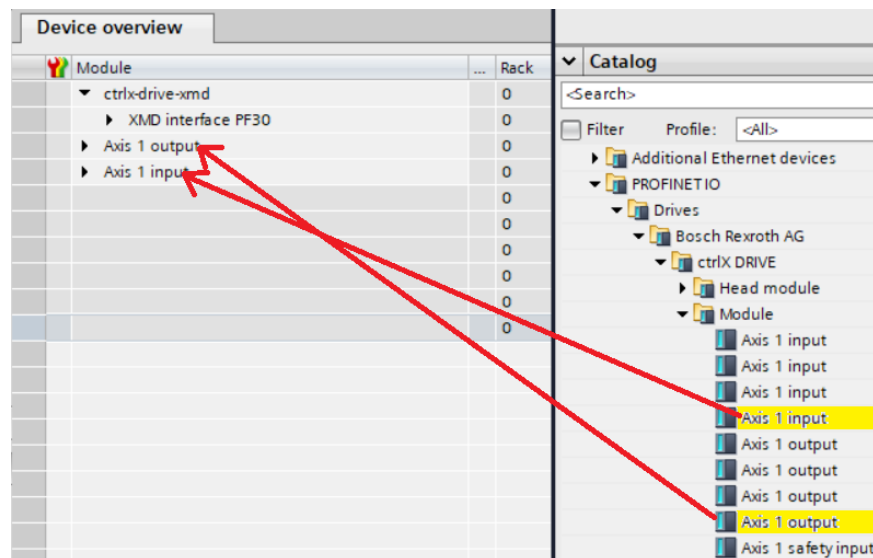 Device overview
Module ... Rack
ctrlx-drive-xmd 0
XMD interface PF30 0
Axis 1 output 0
Axis 1 input 0
0
0
0
0
0
0
Catalog
<Search>
Filter Profile: <All>
Additional Ethernet devices
PROFINET IO
Drives
Bosch Rexroth AG
ctrlX DRIVE
Head module
Module
Axis 1 input
Axis 1 input
Axis 1 input
Axis 1 input
Axis 1 output
Axis 1 output
Axis 1 output
Axis 1 output
Axis 1 safety input